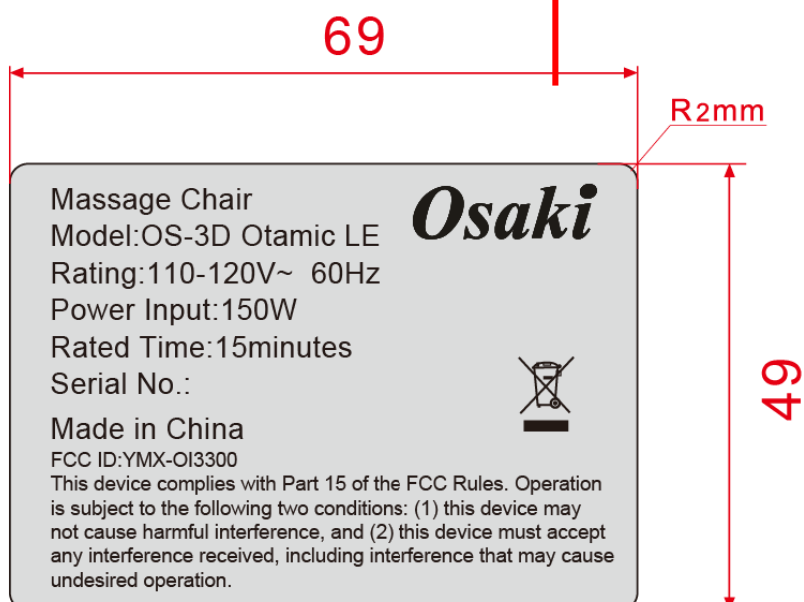 69
R2mm
Osaki
Massage Chair
Model:OS-3D Otamic LE
Rating:110-120V~ 60Hz
Power Input:150W
Rated Time:15minutes
Serial No.:
49
Made in China
FCC ID:YMX-OI3300
This device complies with Part 15 of the FCC Rules. Operation
is subject to the following two conditions: (1) this device may
not cause harmful interference, and (2) this device must accept
any interference received, including interference that may cause
undesired operation.